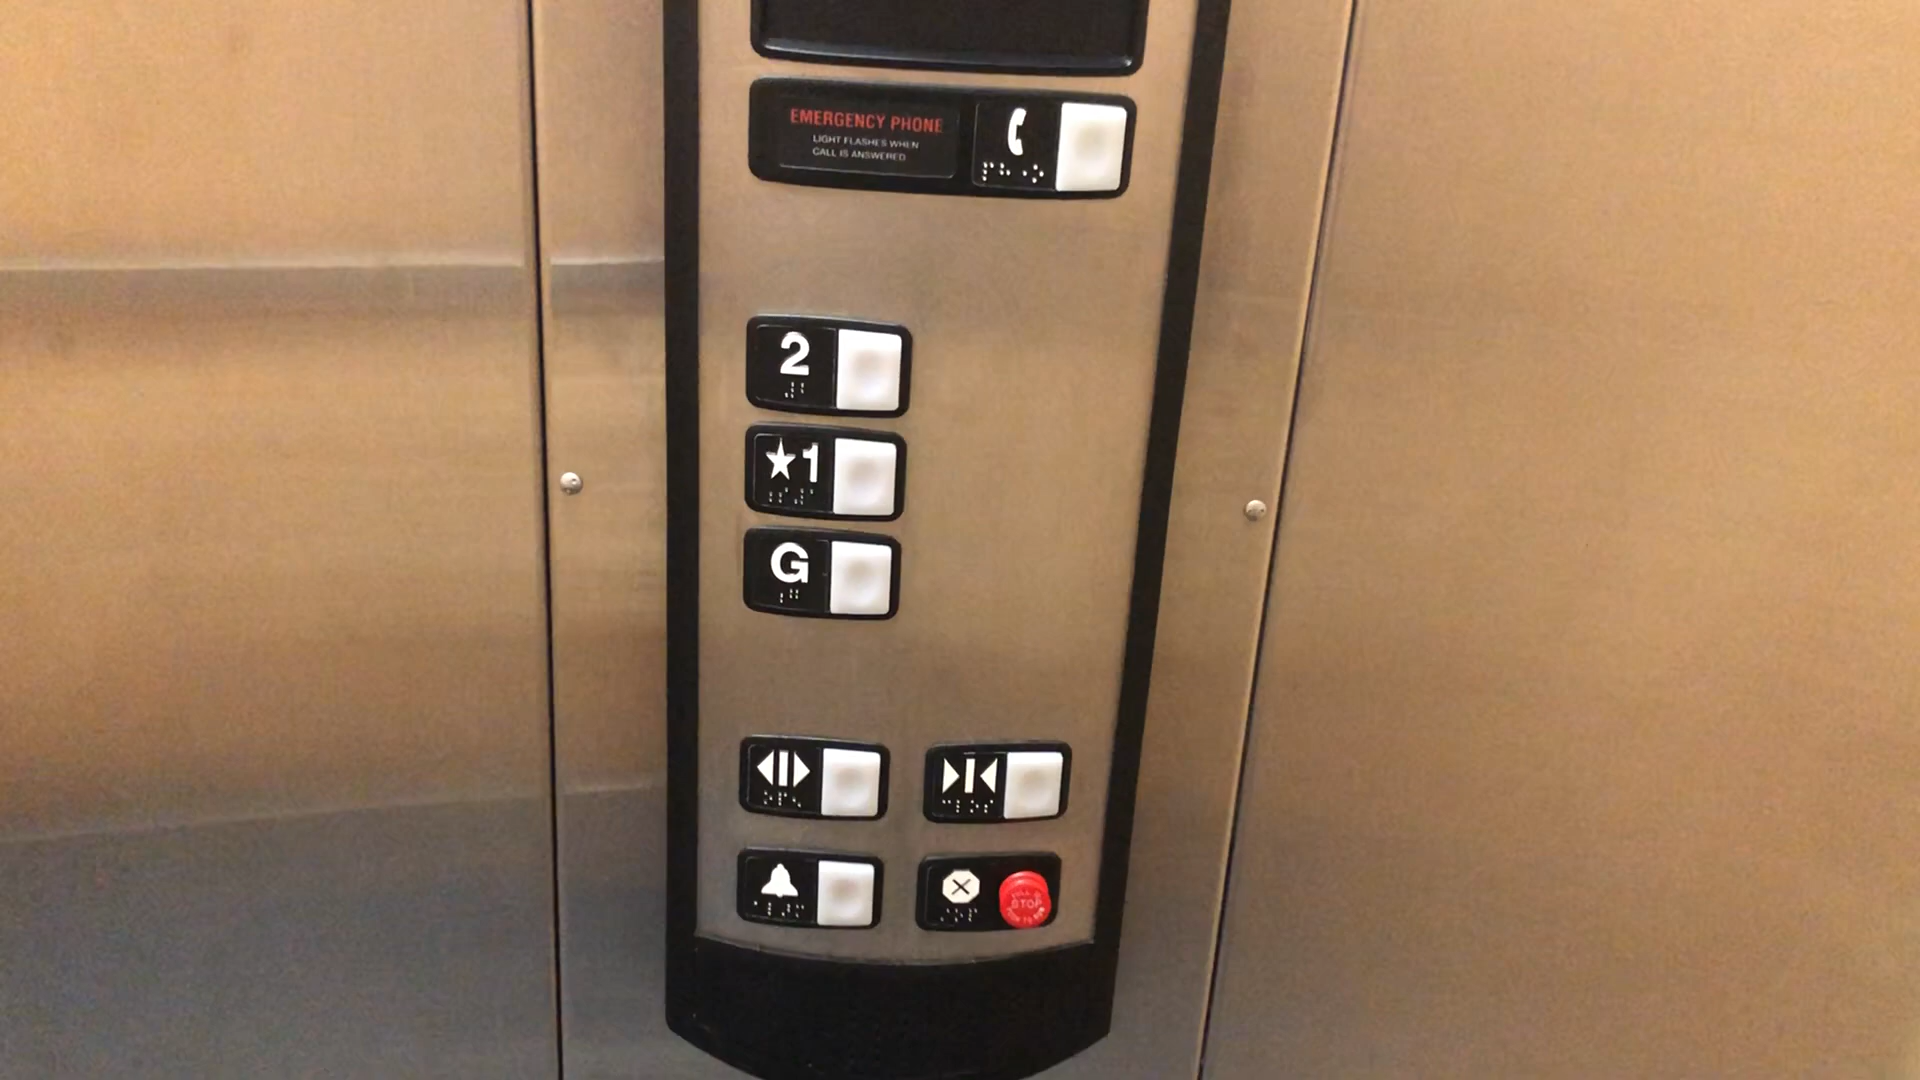 EMERGENCY PHONE
LIGHT FLASHES WHEN
CALL IS ANSWERED
2
★1
G
STOP